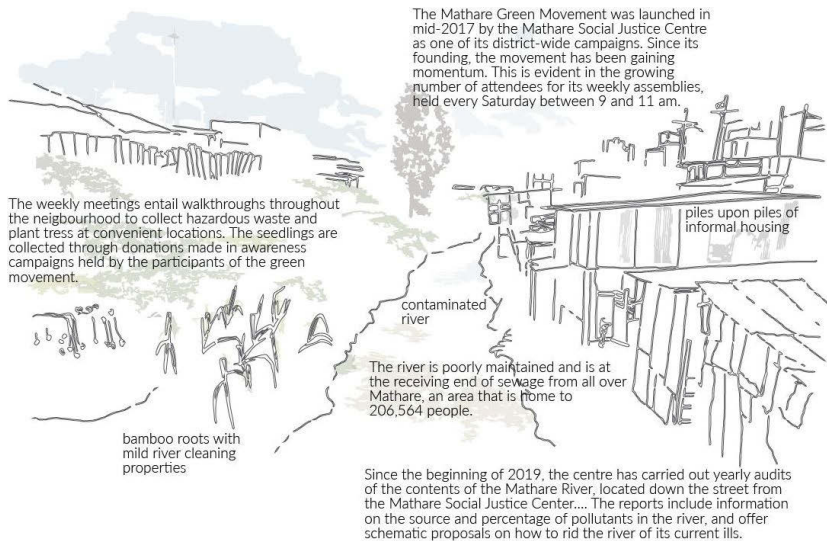 The Mathare Green Movement was launched in
mid-2017 by the Mathare Social Justice Centre
as one of its district-wide campaigns. Since its
founding, the movement has been gaining
momentum. This is evident in the growing
number of attendees for its weekly assemblies,
held every Saturday between 9 and 11 am.
The weekly meetings entail walkthroughs throughout
the neigbourhood to collect hazardous waste and
plant tress at convenient locations. The seedlings are
collected through donations made in awareness
campaigns held by the participants of the green
movement.
piles upon piles of
informal housing
contaminated
river
The river is poorly maintained and is at
the receiving end of sewage from all over
Mathare, an area that is home to
206,564 people.
bamboo roots with
mild river cleaning
properties
Since the beginning of 2019, the centre has carried out yearly audits
of the contents of the Mathare River, located down the street from
the Mathare Social Justice Center.... The reports include information
on the source and percentage of pollutants in the river, and offer
schematic proposals on how to rid the river of its current ills.